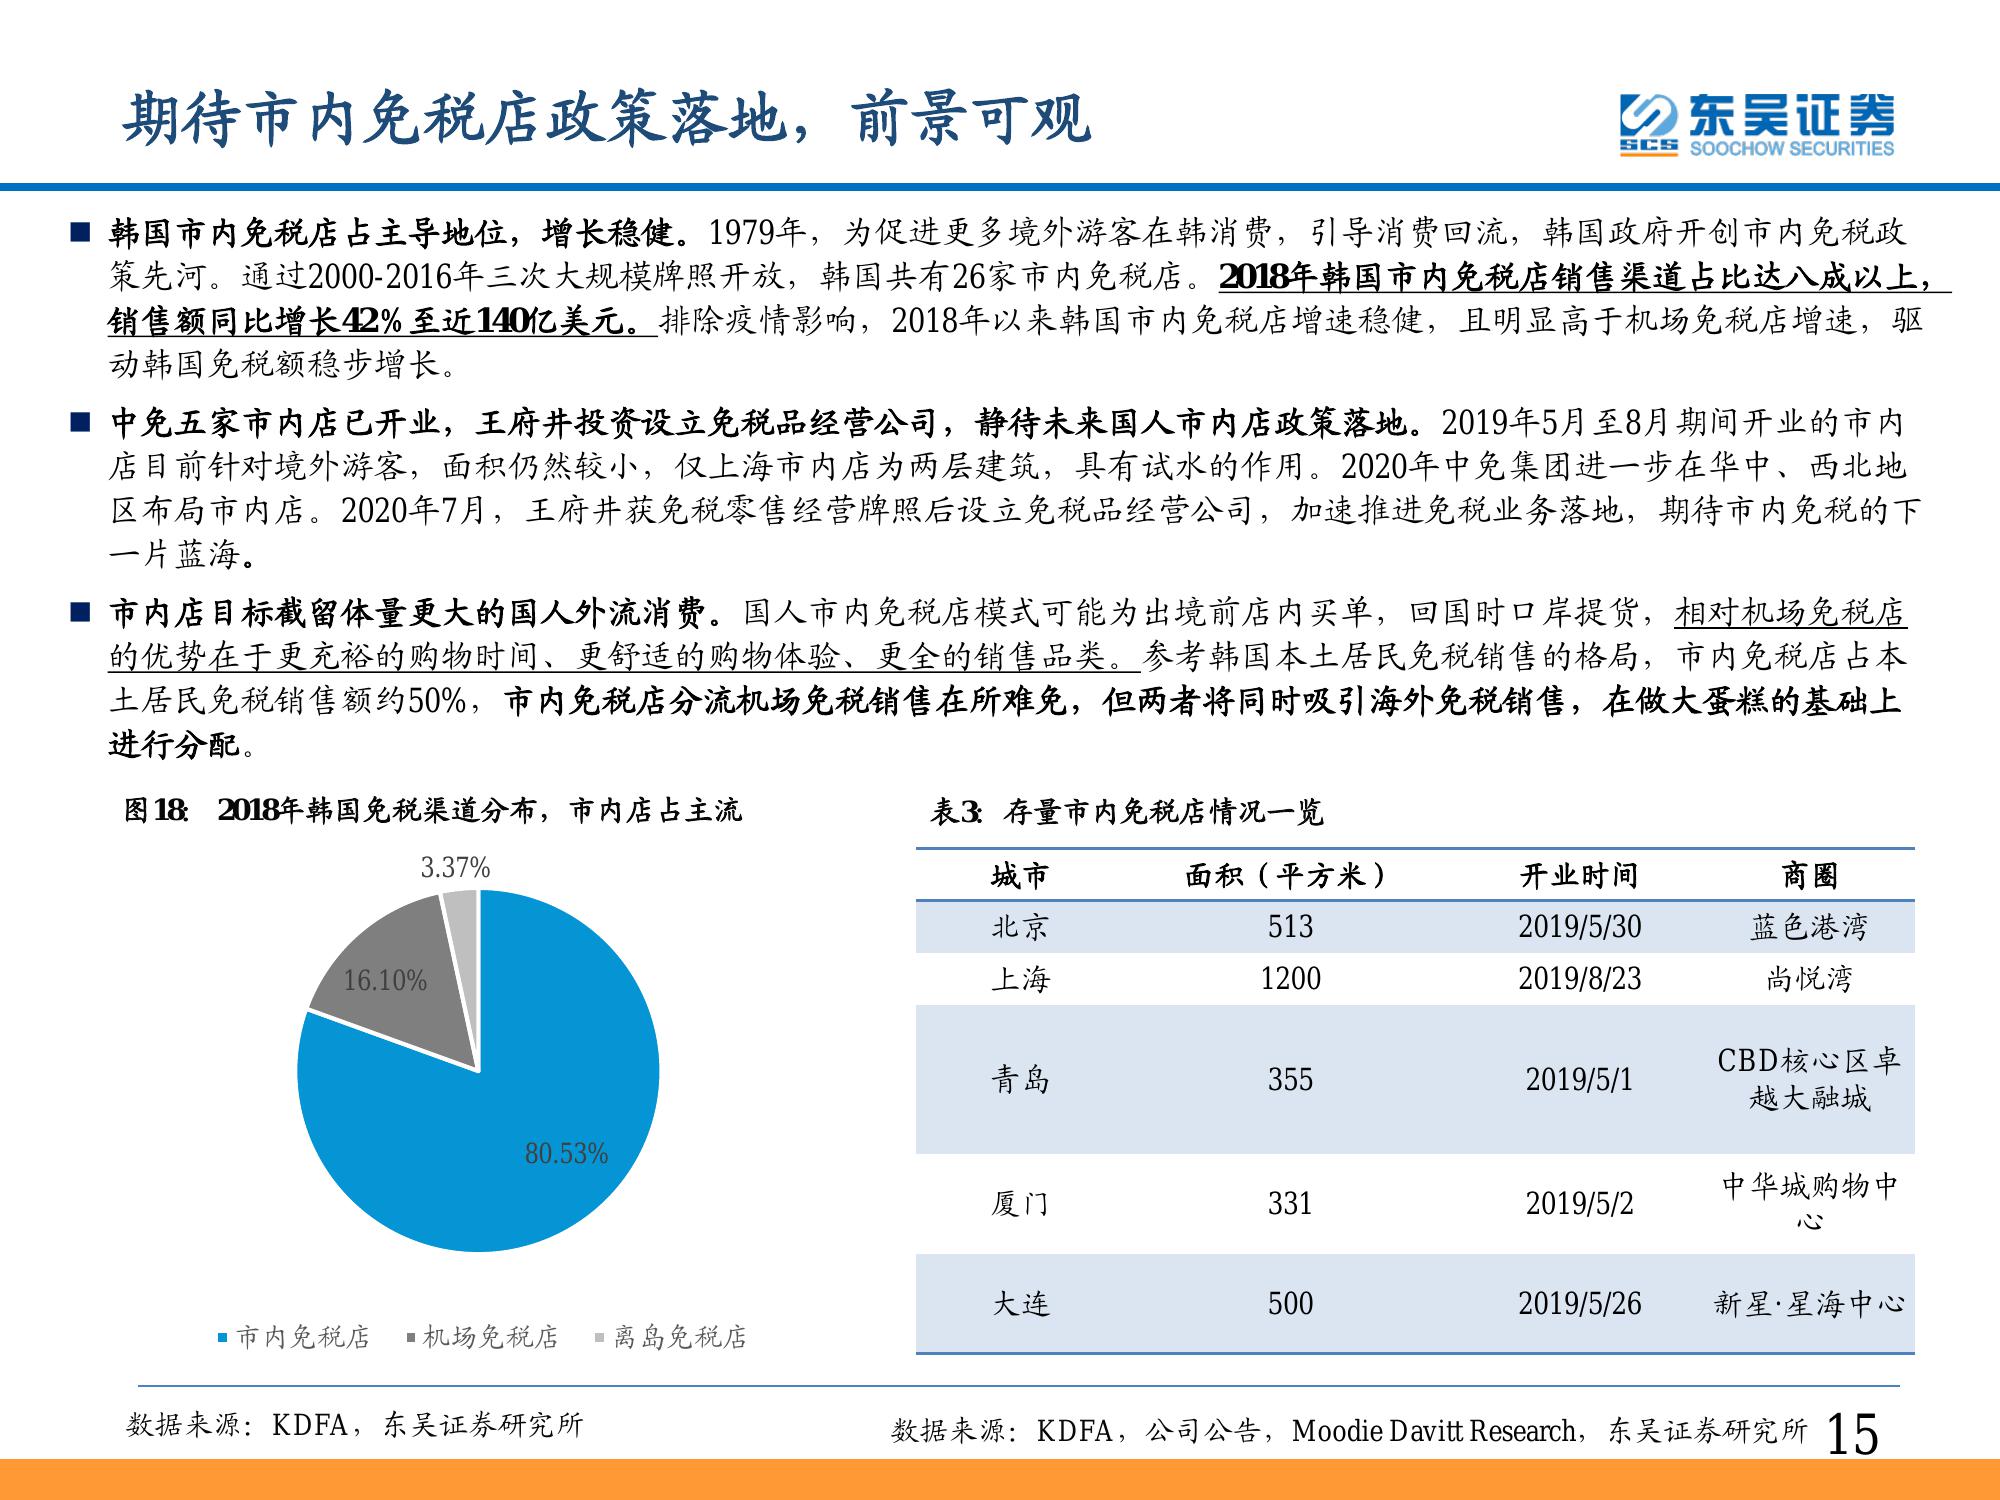 期待市内免税店政策落地，前景可观
东吴证券
SCS
SOOCHOW SECURITIES
■ 韩国市内免税店占主导地位，增长稳健。1979年，为促进更多境外游客在韩消费，引导消费回流，韩国政府开创市内免税政
策先河。通过2000-2016年三次大规模牌照开放，韩国共有26家市内免税店。2018年韩国市内免税店销售渠道占比达八成以上，
销售额同比增长42%至近140亿美元。排除疫情影响，2018年以来韩国市内免税店增速稳健，且明显高于机场免税店增速，驱
动韩国免税额稳步增长。
■ 中免五家市内店已开业，王府井投资设立免税品经营公司，静待未来国人市内店政策落地。2019年5月至8月期间开业的市内
店目前针对境外游客，面积仍然较小，仅上海市内店为两层建筑，具有试水的作用。2020年中免集团进一步在华中、西北地
区布局市内店。2020年7月，王府井获免税零售经营牌照后设立免税品经营公司，加速推进免税业务落地，期待市内免税的下
一片蓝海。
■ 市内店目标截留体量更大的国人外流消费。国人市内免税店模式可能为出境前店内买单，回国时口岸提货，相对机场免税店
的优势在于更充裕的购物时间、更舒适的购物体验、更全的销售品类。参考韩国本土居民免税销售的格局，市内免税店占本
土居民免税销售额约50%，市内免税店分流机场免税销售在所难免，但两者将同时吸引海外免税销售，在做大蛋糕的基础上
进行分配。
图18： 2018年韩国免税渠道分布，市内店占主流
3.37%
16.10%
80.53%
市内免税店 机场免税店 离岛免税店
表3：存量市内免税店情况一览
城市 面积（平方米） 开业时间 商圈
北京 513 2019/5/30 蓝色港湾
上海 1200 2019/8/23 尚悦湾
青岛 355 2019/5/1 CBD核心区卓
越大融城
厦门 331 2019/5/2 中华城购物中
心
大连 500 2019/5/26 新星·星海中心
数据来源：KDFA，东吴证券研究所
数据来源：KDFA，公司公告，Moodie Davitt Research，东吴证券研究所
15